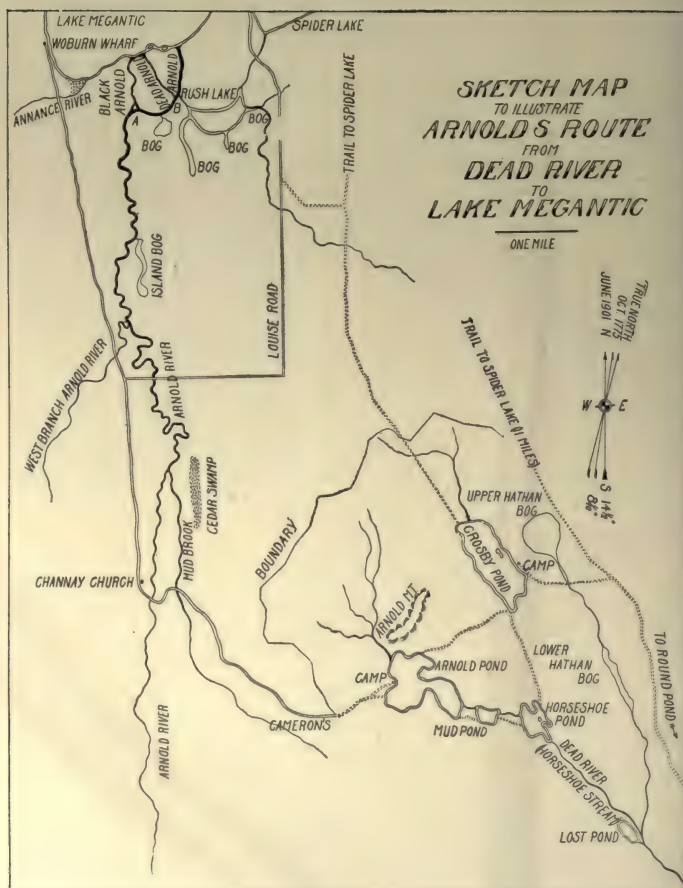 LAKE MEGANTIC
WOBURN WHARF
SPIDER LAKE
ANNANCE RIVER
BLACK ARNOLD
DEAD ARNOLD
ARNOLD
RUSH LAKE
A
B
BOG
BOG
BOG
BOG
SKETCH MAP
TO ILLUSTRATE
ARNOLDS ROUTE
FROM
DEAD RIVER
TO
LAKE MEGANTIC
ONE MILE
TRAIL TO SPIDER LAKE
ISLAND BOG
LOUISE ROAD
TRUE NORTH
OCT. 1775
JUNE 1901 N
W E
S 14¾°
WEST BRANCH ARNOLD RIVER
ARNOLD RIVER
TRAIL TO SPIDER LAKE (11 MILES)
CEDAR SWAMP
MUD BROOK
UPPER HATHAN
BOG
BOUNDARY
CROSBY POND
CAMP
CHANNAY CHURCH
ARNOLD MT.
LOWER
HATHAN
BOG
TO ROUND POND
ARNOLD POND
CAMP
CAMERON'S
MUD POND
HORSESHOE
POND
ARNOLD RIVER
DEAD RIVER
HORSESHOE STREAM
LOST POND